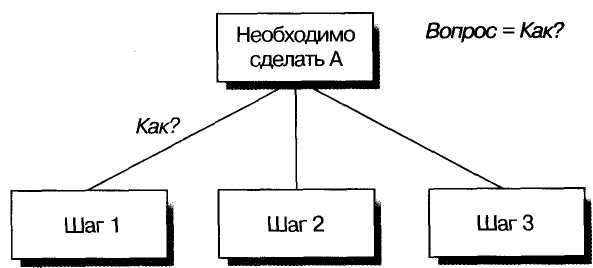 Необходимо
сделать А
Вопрос = Как?
Как?
Шаг 1
Шаг 2
Шаг 3